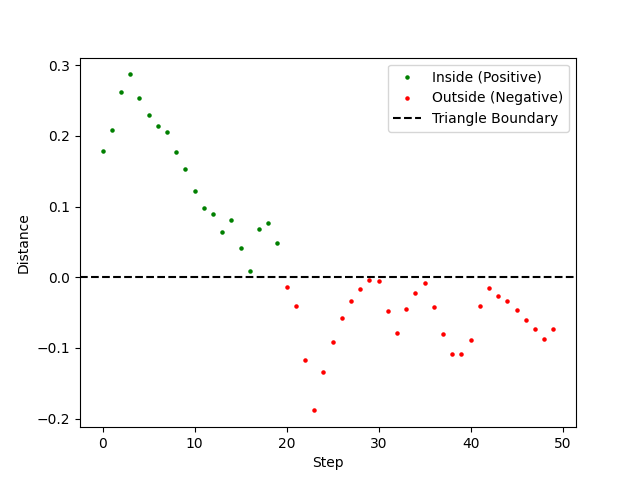 0.3
0.2
0.1
0.0
−0.1
−0.2
Distance
0 10 20 30 40 50
Step
Inside (Positive)
Outside (Negative)
Triangle Boundary